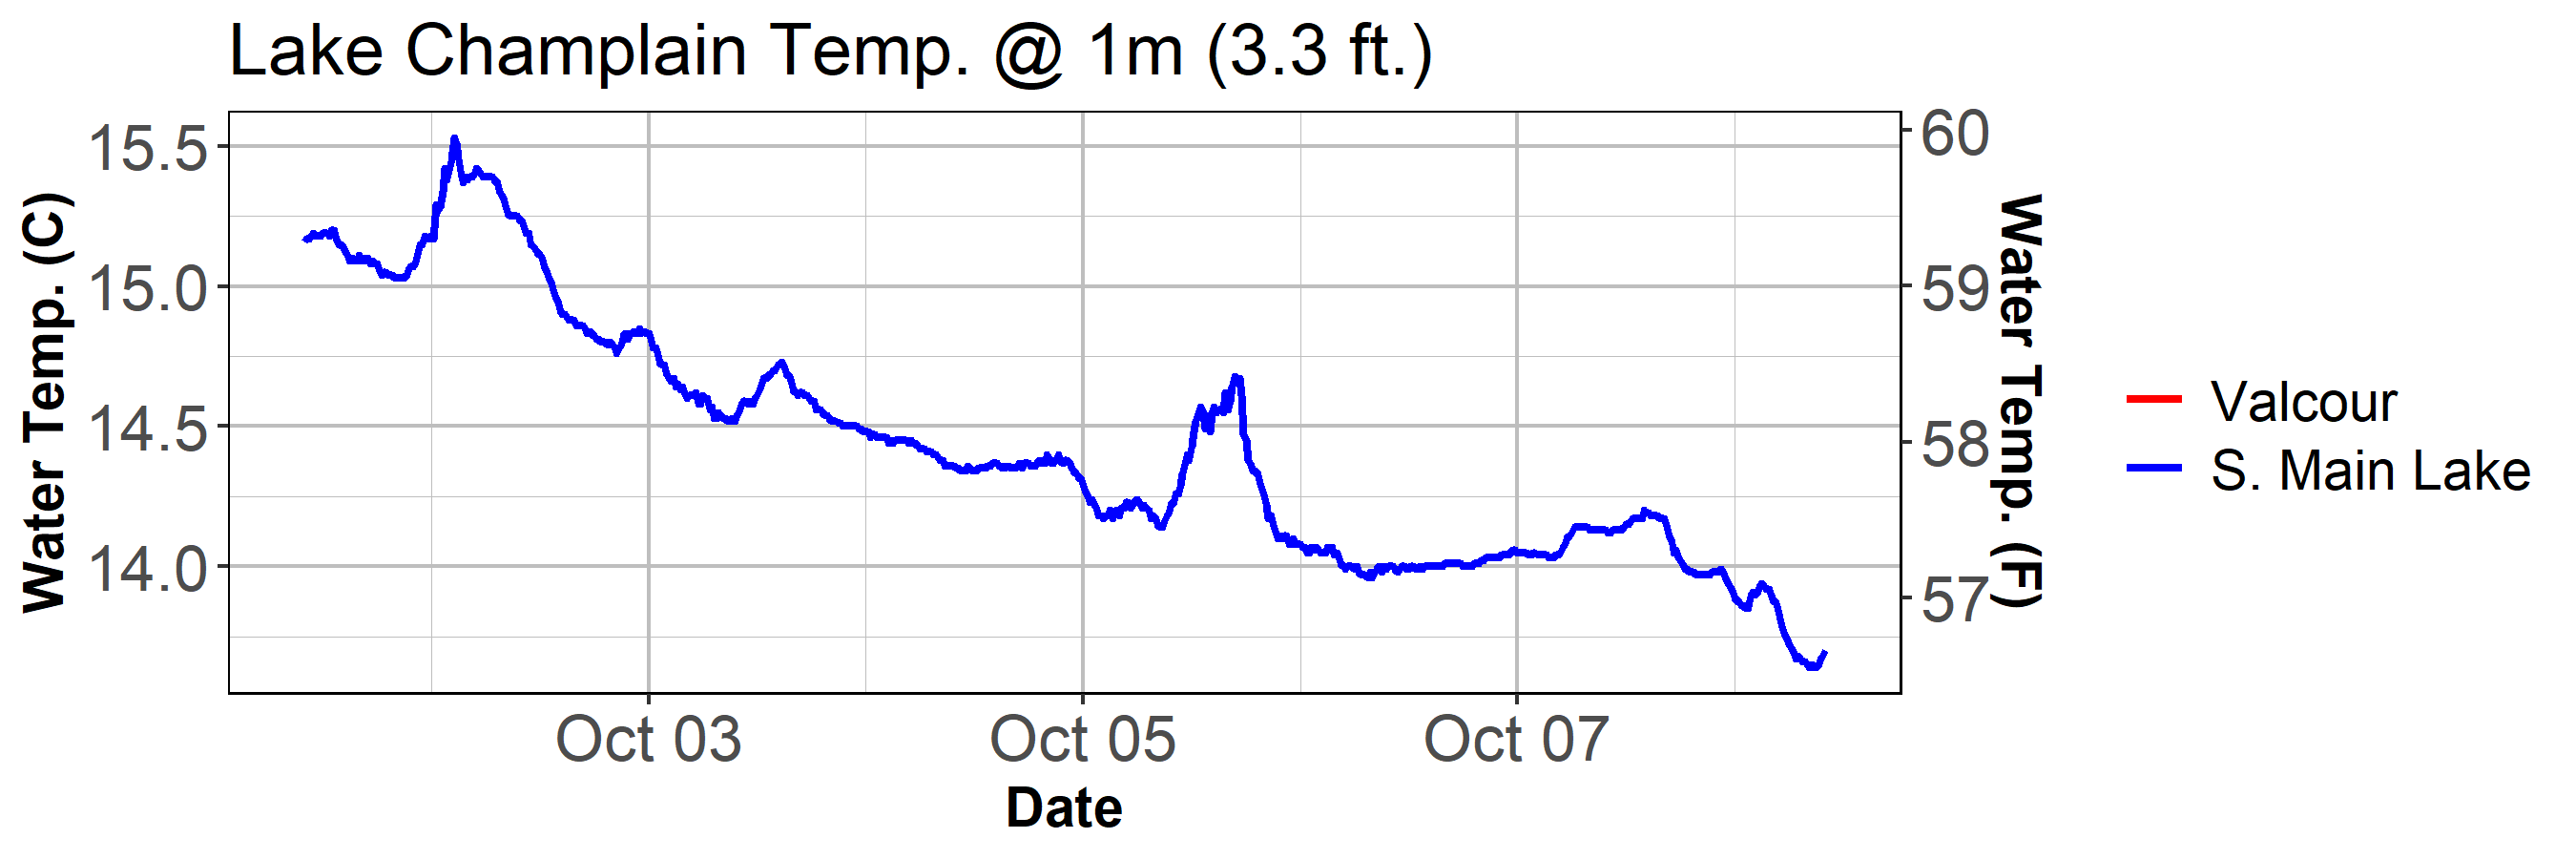 Lake Champlain Temp. @ 1m (3.3 ft.)
Water Temp. (C)
15.5
15.0
14.5
14.0
60
59
58
57
Water Temp. (F)
Oct 03
Oct 05
Oct 07
Date
Valcour
S. Main Lake